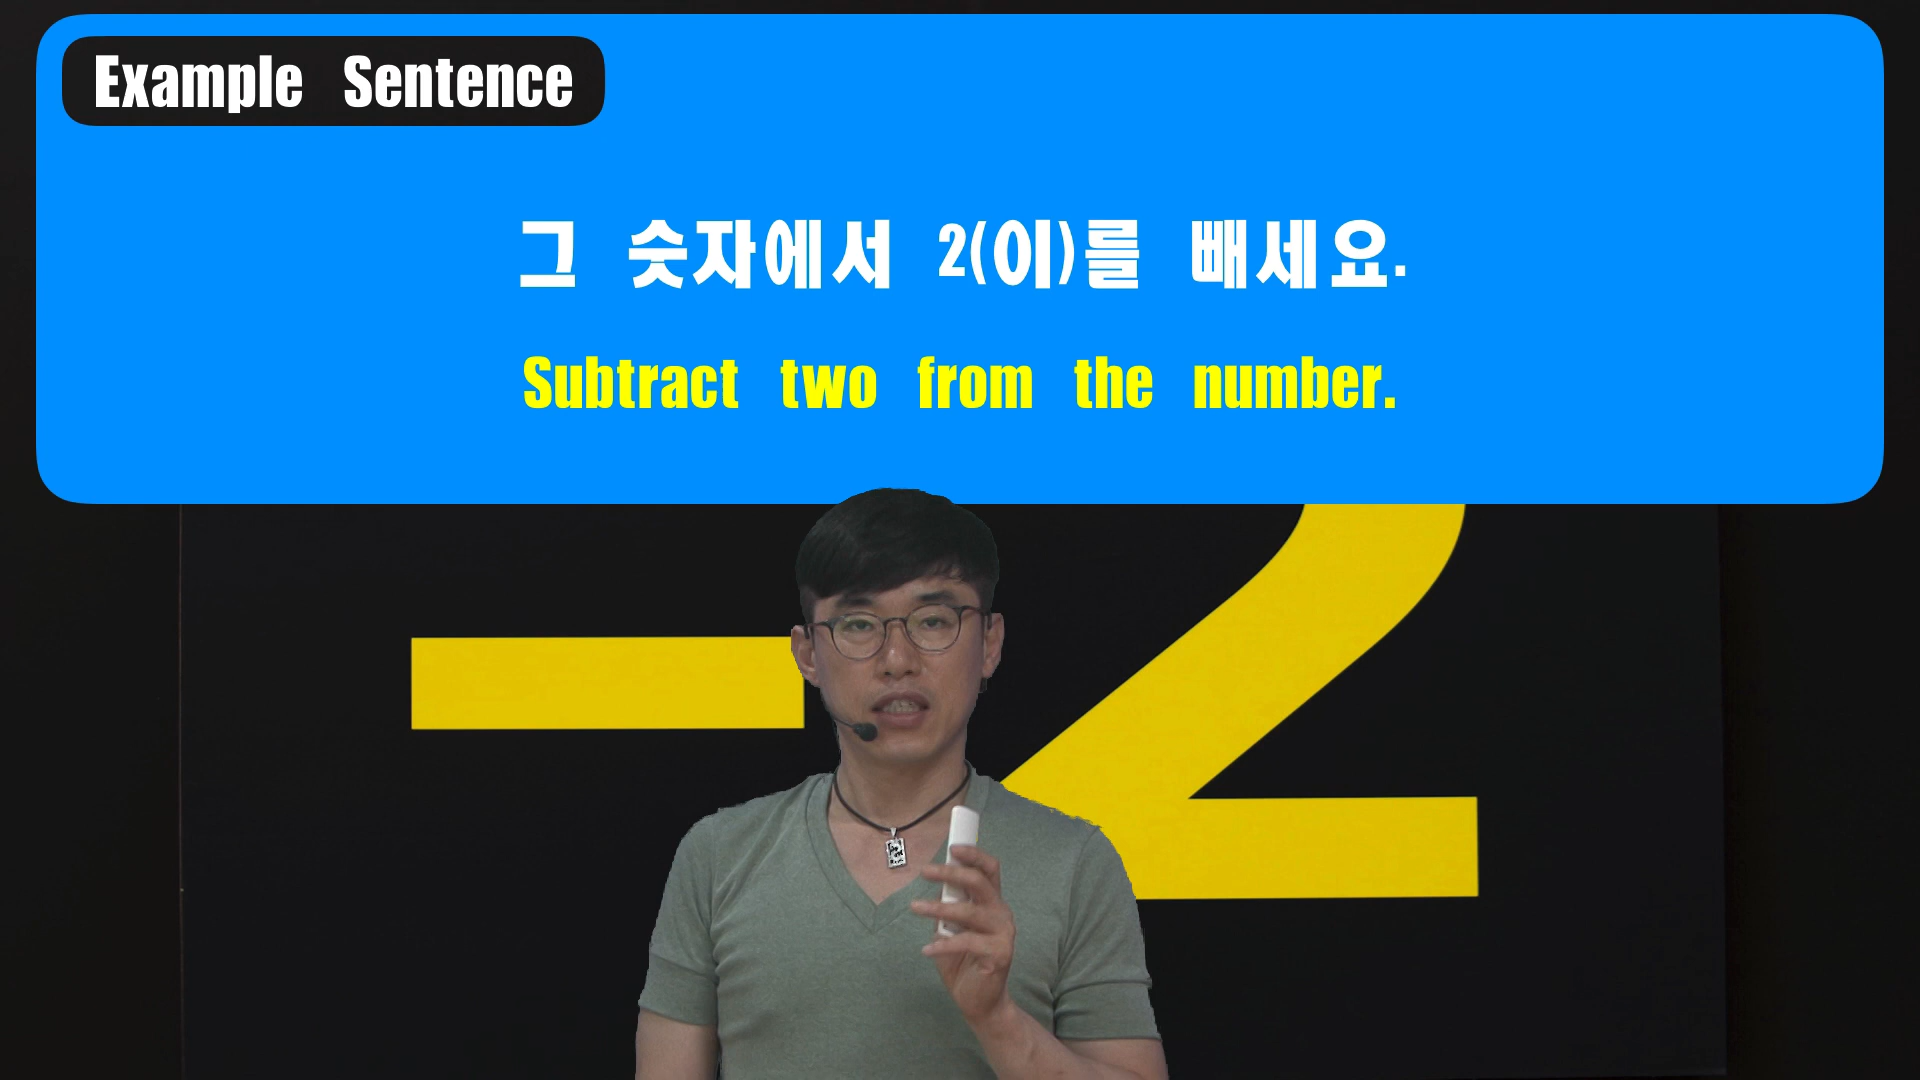 Example Sentence
그 숫자에서 2(이)를 빼세요.
Subtract two from the number.
-2